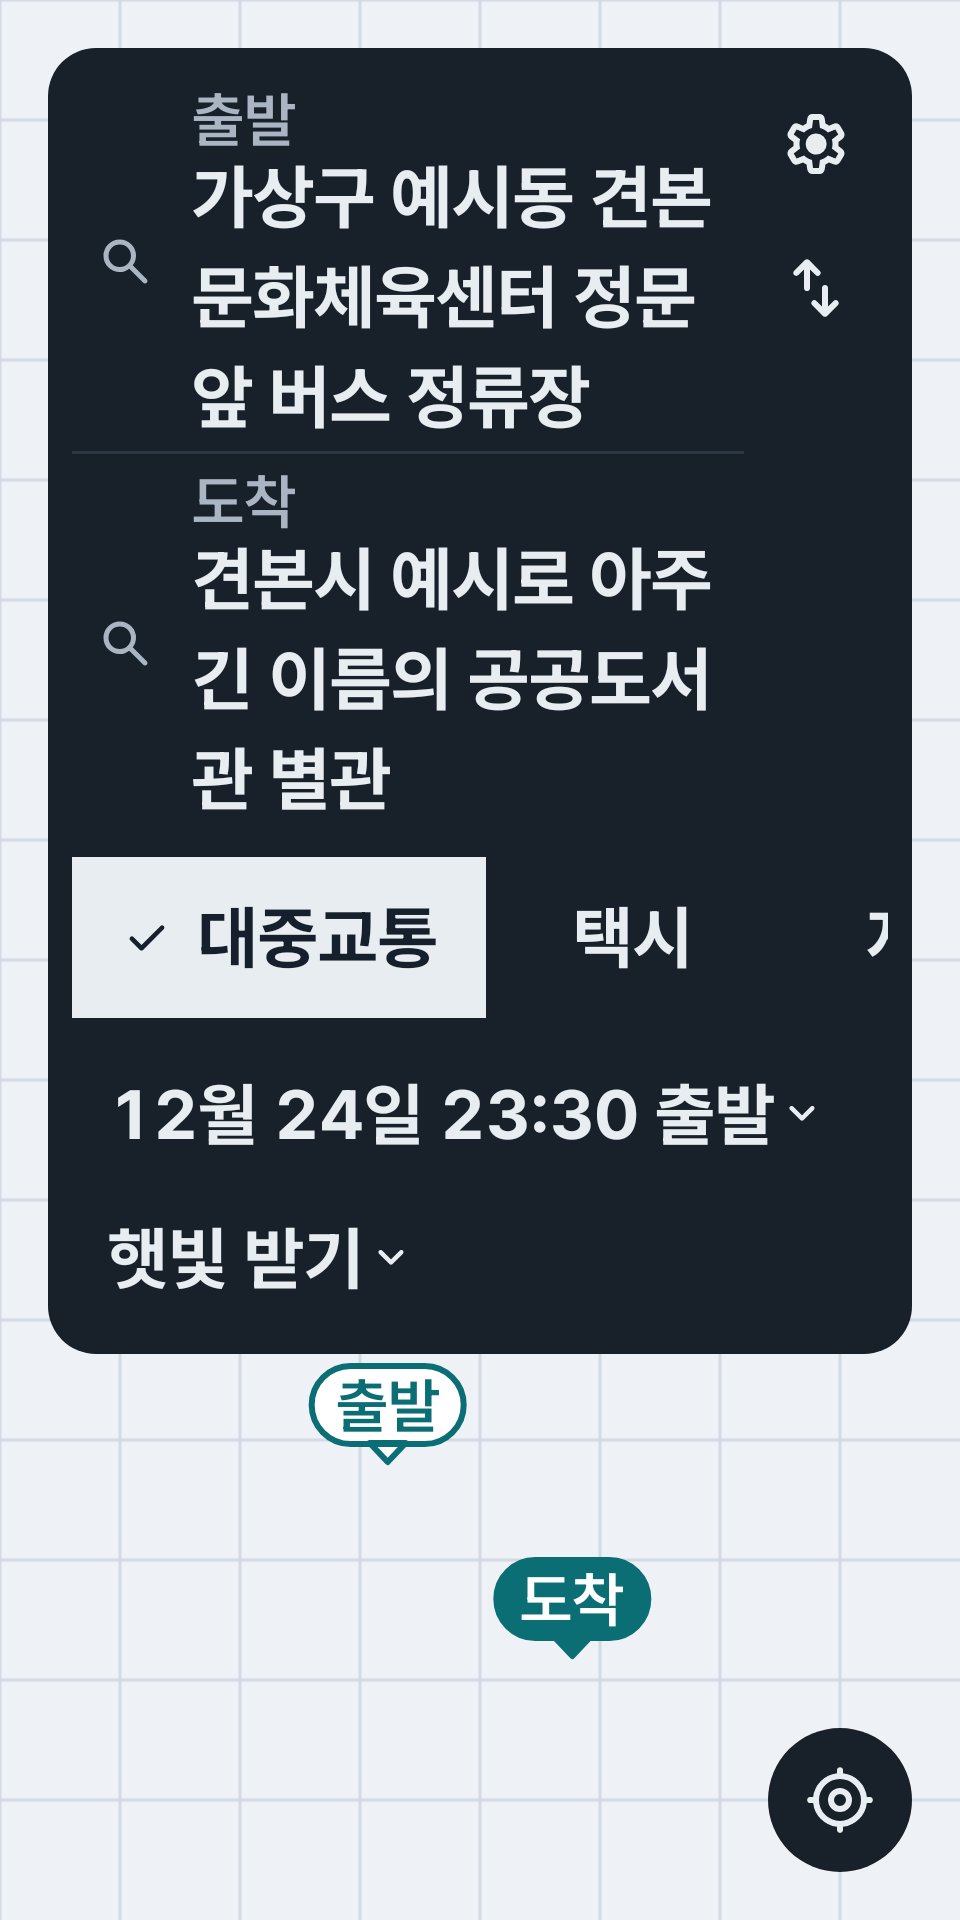 출발
가상구 예시동 견본
문화체육센터 정문
앞 버스 정류장
도착
견본시 예시로 아주
긴 이름의 공공도서
관 별관
대중교통
택시
12월 24일 23:30 출발
햇빛 받기
출발
도착